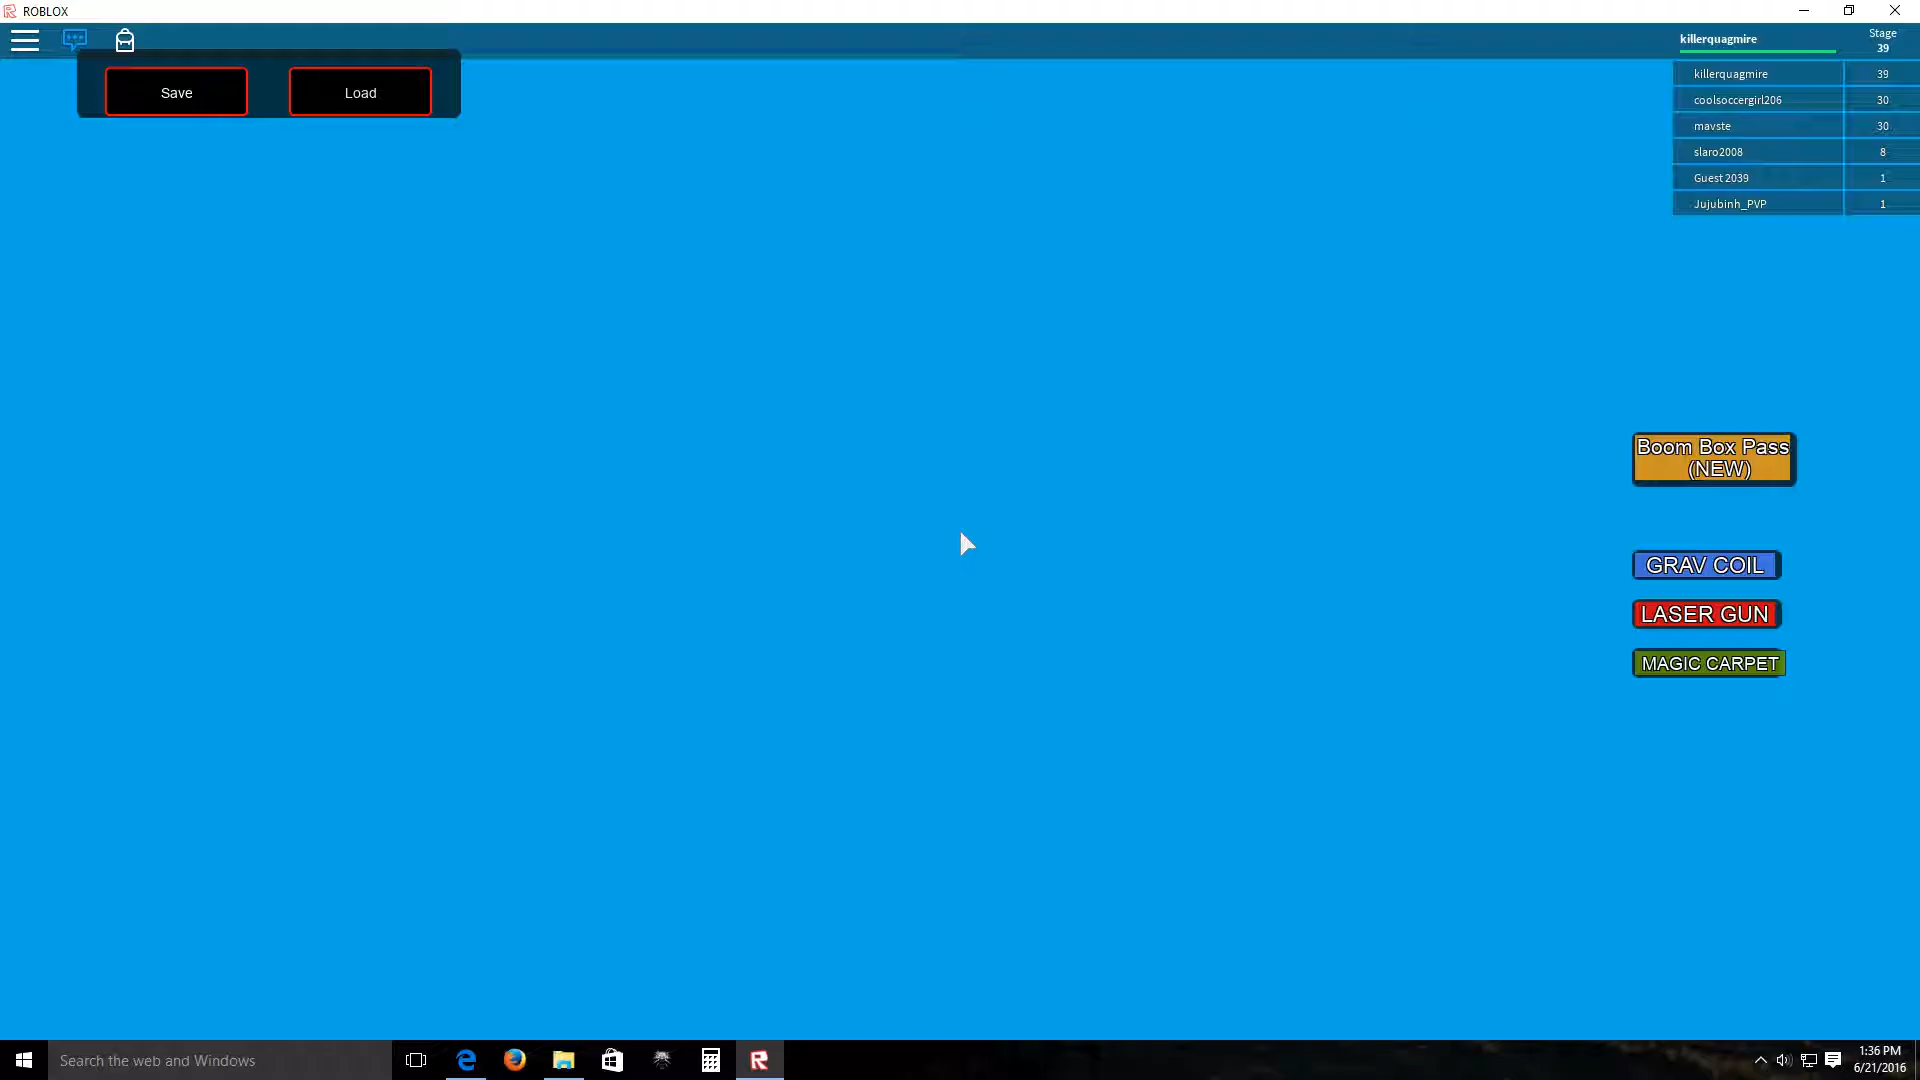 ROBLOX
killerquagmire
Stage
39
Save
Load
killerquagmire 39
coolsoccergirl206 30
mavste 30
slaro2008 8
Guest 2039 1
Jujubinh_PVP 1
Boom Box Pass
(NEW)
GRAV COIL
LASER GUN
MAGIC CARPET
Search the web and Windows
1:36 PM
6/21/2016